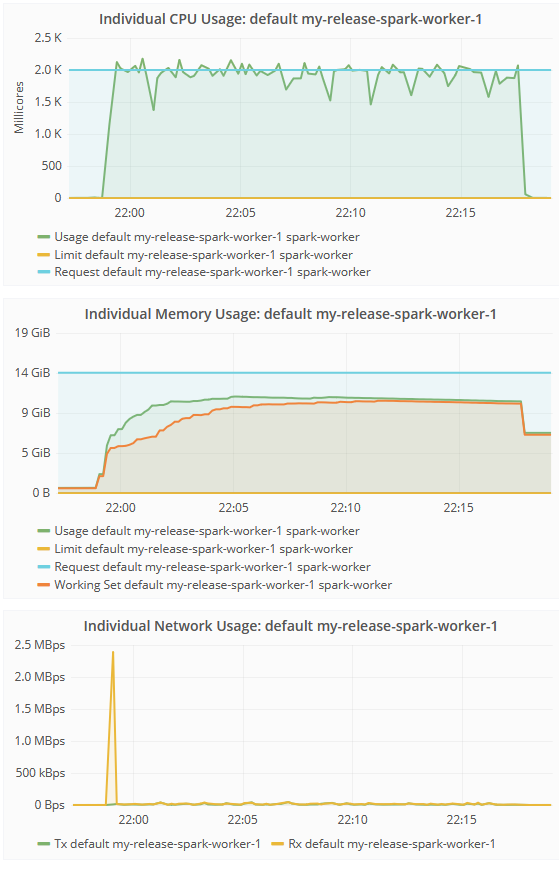 Individual CPU Usage: default my-release-spark-worker-1
2.5 K
2.0 K
1.5 K
1.0 K
500
0
Millicores
22:00 22:05 22:10 22:15
Usage default my-release-spark-worker-1 spark-worker
Limit default my-release-spark-worker-1 spark-worker
Request default my-release-spark-worker-1 spark-worker
Individual Memory Usage: default my-release-spark-worker-1
19 GiB
14 GiB
9 GiB
5 GiB
0 B
22:00 22:05 22:10 22:15
Usage default my-release-spark-worker-1 spark-worker
Limit default my-release-spark-worker-1 spark-worker
Request default my-release-spark-worker-1 spark-worker
Working Set default my-release-spark-worker-1 spark-worker
Individual Network Usage: default my-release-spark-worker-1
2.5 MBps
2.0 MBps
1.5 MBps
1.0 MBps
500 kBps
0 Bps
22:00 22:05 22:10 22:15
Tx default my-release-spark-worker-1 Rx default my-release-spark-worker-1